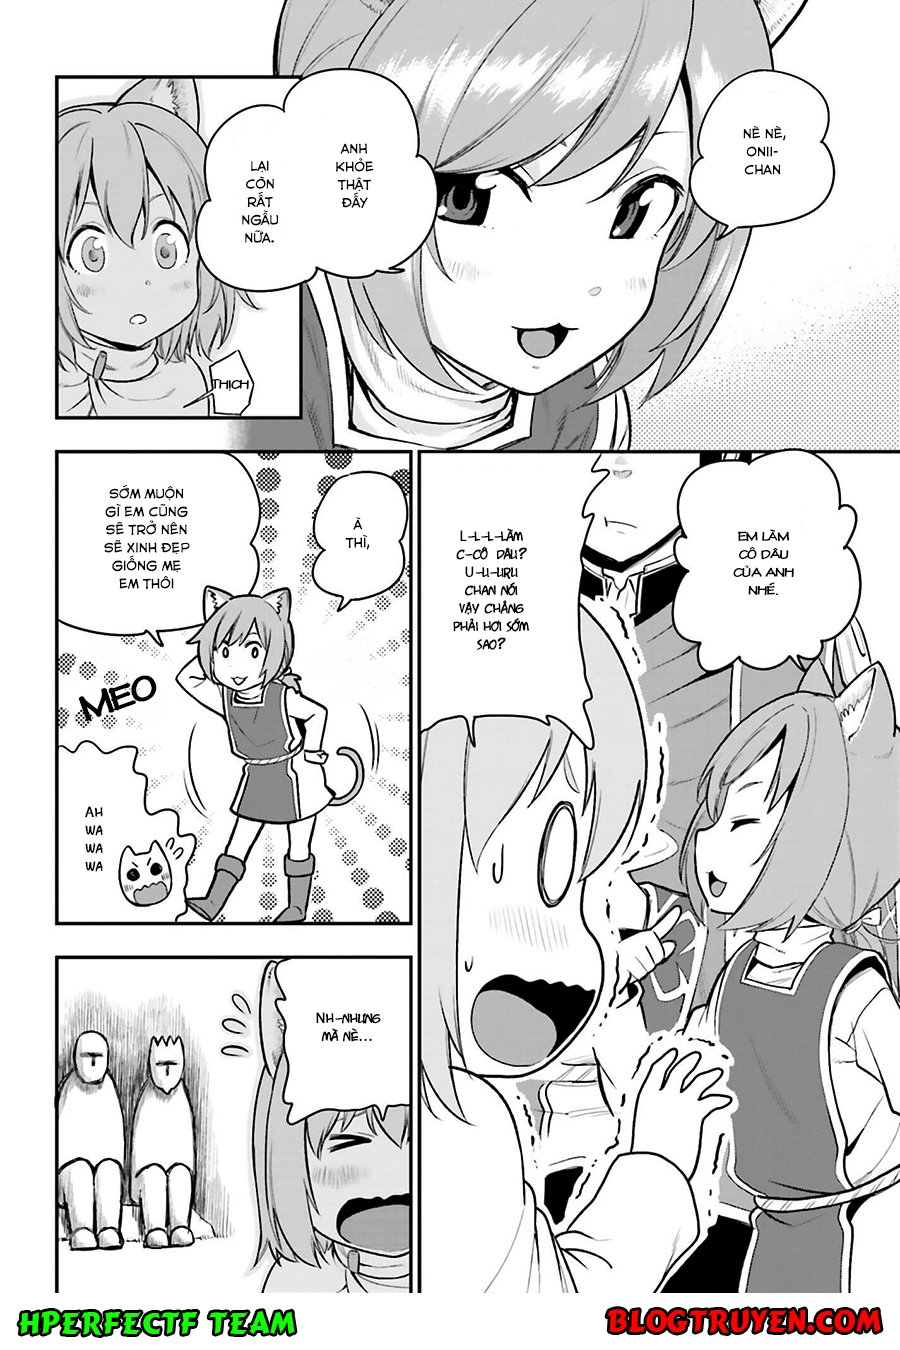 NÈ NÈ,
ONII-
CHAN
ANH
KHỎE
THẬT
ĐẤY
LẠI
CÒN
RẤT
NGẦU
NỮA.
THỊCH
EM LÀM
CÔ DÂU
CỦA ANH
NHÉ.
L-L-L-LÀM
C-CÔ DÂU?
U-U-URU
CHAN NÓI
VẬY CHẲNG
PHẢI HƠI SỚM
SAO?
À
THÌ,
SỚM MUỘN
GÌ EM CŨNG
SẼ TRỞ NÊN
SẼ XINH ĐẸP
GIỐNG MẸ
EM THÔI
MEO
AH
WA
WA
WA
NH-NHƯNG
MÀ NÈ...
HPERFECTF TEAM
BLOGTRUYEN.COM